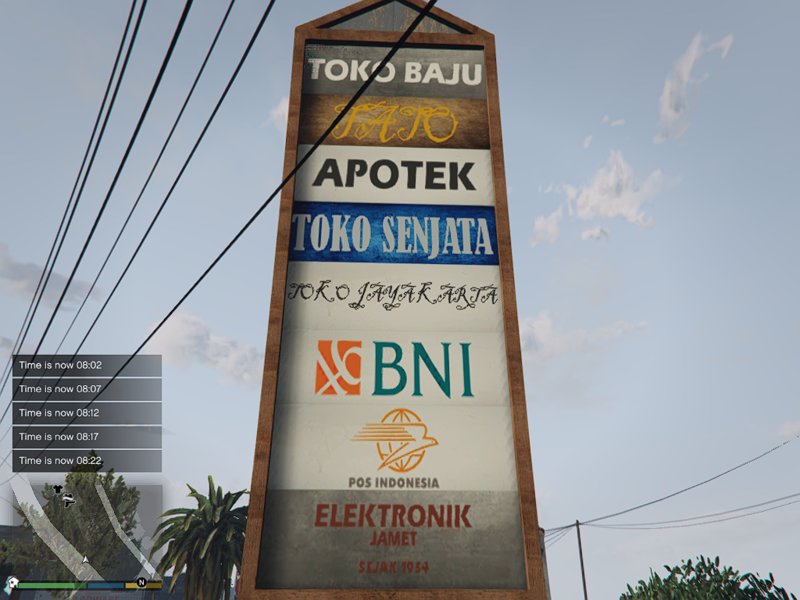 TOKO BAJU
TATO
APOTEK
TOKO SENJATA
TOKO JAYAKARTA
BNI
POS INDONESIA
ELEKTRONIK
JAMET
SEJAK 1954
Time is now 08:02
Time is now 08:07
Time is now 08:12
Time is now 08:17
Time is now 08:22
N